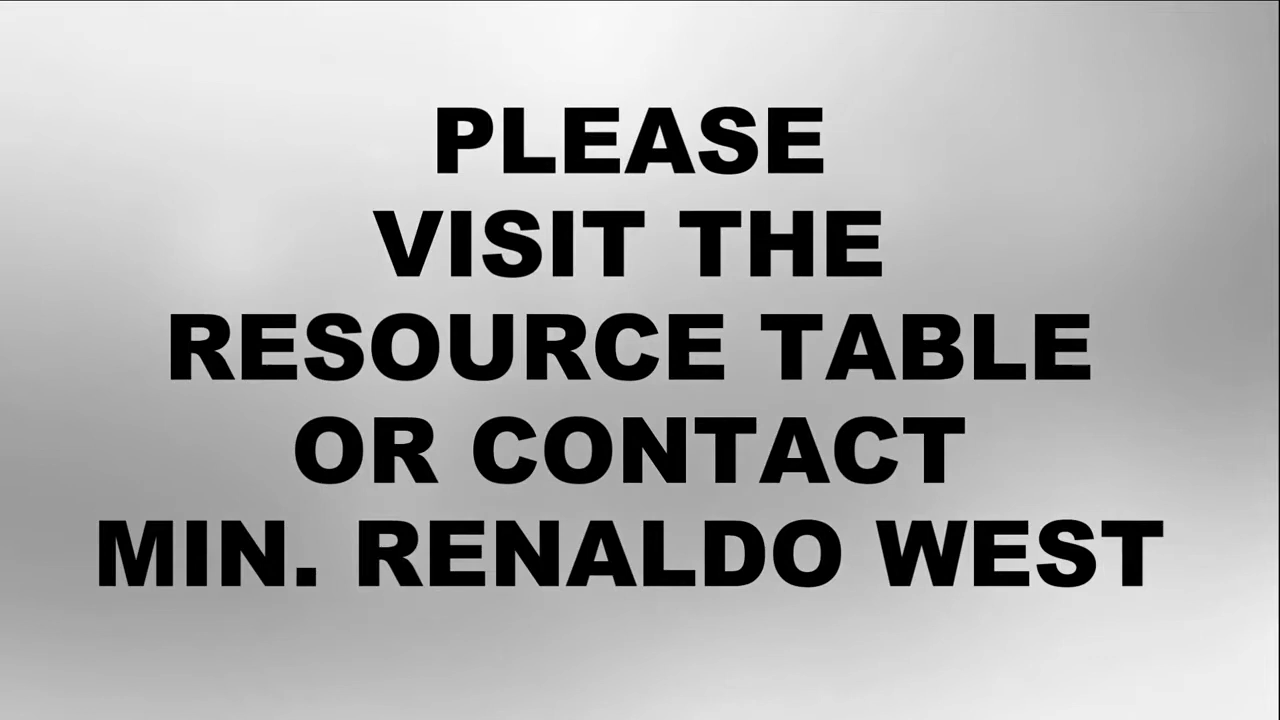 PLEASE
VISIT THE
RESOURCE TABLE
OR CONTACT
MIN. RENALDO WEST